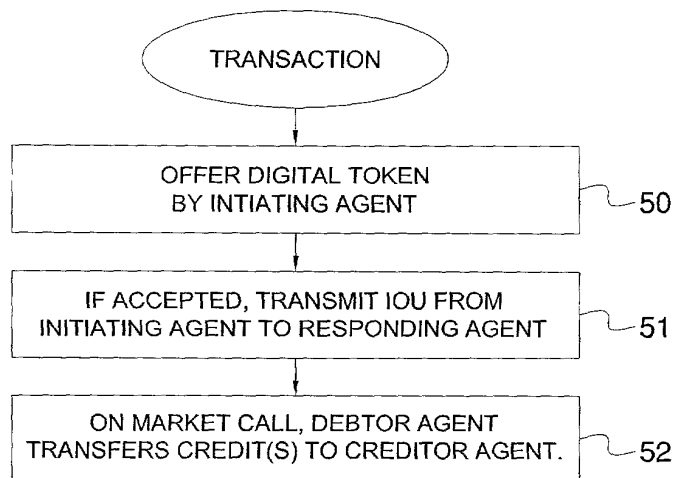 TRANSACTION
OFFER DIGITAL TOKEN
BY INTIATING AGENT
50
IF ACCEPTED, TRANSMIT IOU FROM
INITIATING AGENT TO RESPONDING AGENT
51
ON MARKET CALL, DEBTOR AGENT
TRANSFERS CREDIT(S) TO CREDITOR AGENT.
52